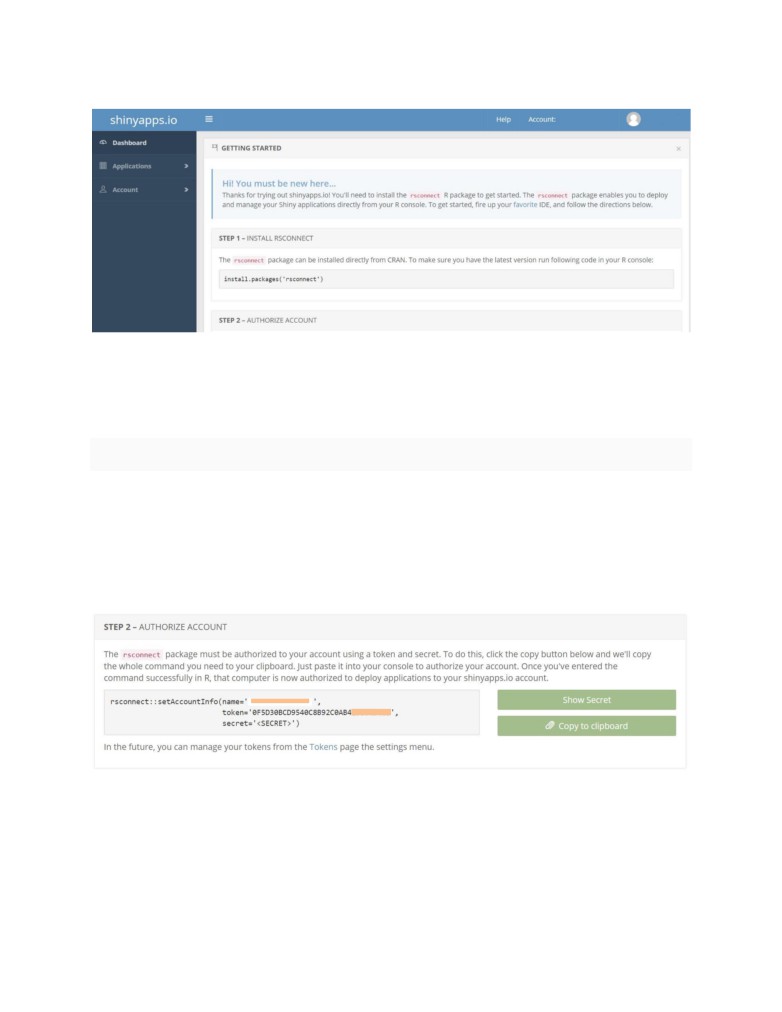 shinyapps.io
Help Account:
Dashboard
Applications
Account
GETTING STARTED
×
Hi! You must be new here...
Thanks for trying out shinyapps.io! You'll need to install the rsconnect R package to get started. The rsconnect package enables you to deploy
and manage your Shiny applications directly from your R console. To get started, fire up your favorite IDE, and follow the directions below.
STEP 1 – INSTALL RSCONNECT
The rsconnect package can be installed directly from CRAN. To make sure you have the latest version run following code in your R console:
install.packages('rsconnect')
STEP 2 – AUTHORIZE ACCOUNT
STEP 2 – AUTHORIZE ACCOUNT
The rsconnect package must be authorized to your account using a token and secret. To do this, click the copy button below and we'll copy
the whole command you need to your clipboard. Just paste it into your console to authorize your account. Once you've entered the
command successfully in R, that computer is now authorized to deploy applications to your shinyapps.io account.
rsconnect::setAccountInfo(name=' ',
token='0F5D30BCD9540C8B92C0AB4 ',
secret='<SECRET>')
Show Secret
Copy to clipboard
In the future, you can manage your tokens from the Tokens page the settings menu.